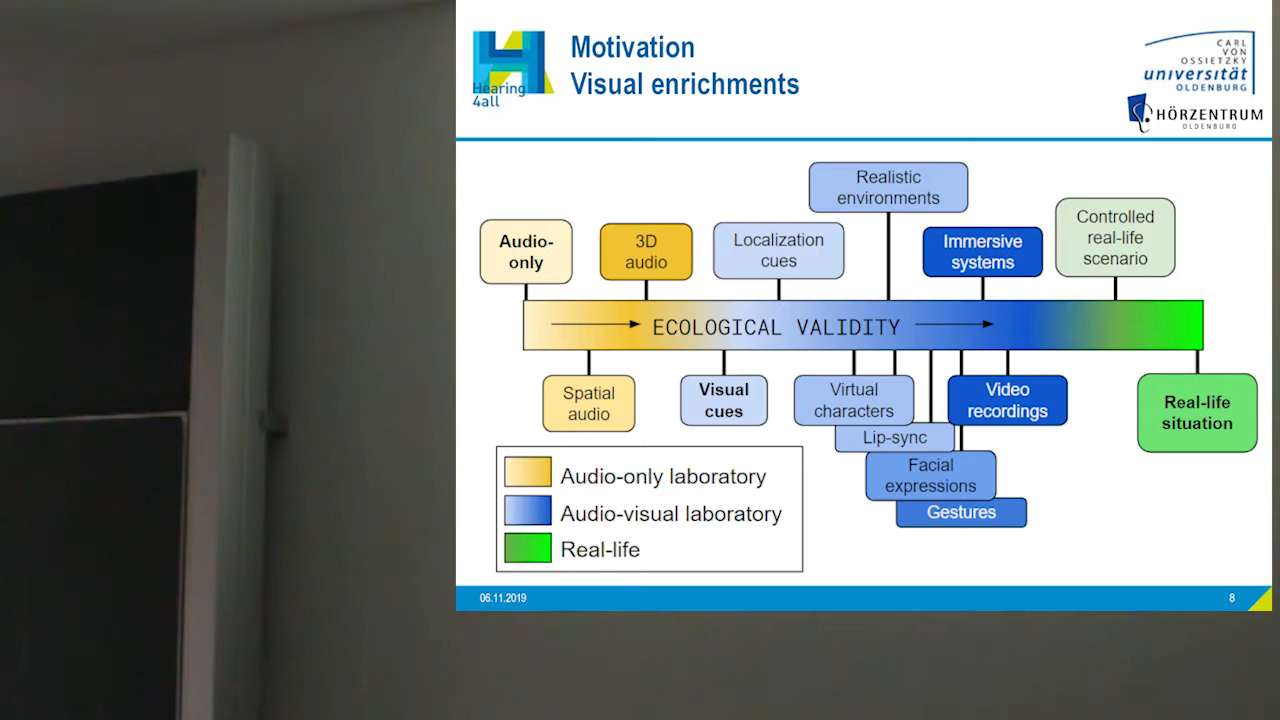 Motivation
Visual enrichments
Hearing
4all
CARL
VON
OSSIETZKY
universität
OLDENBURG
HÖRZENTRUM
OLDENBURG
Realistic
environments
Audio-
only
3D
audio
Localization
cues
Immersive
systems
Controlled
real-life
scenario
ECOLOGICAL VALIDITY
Spatial
audio
Visual
cues
Virtual
characters
Lip-sync
Facial
expressions
Gestures
Video
recordings
Real-life
situation
Audio-only laboratory
Audio-visual laboratory
Real-life
06.11.2019
8